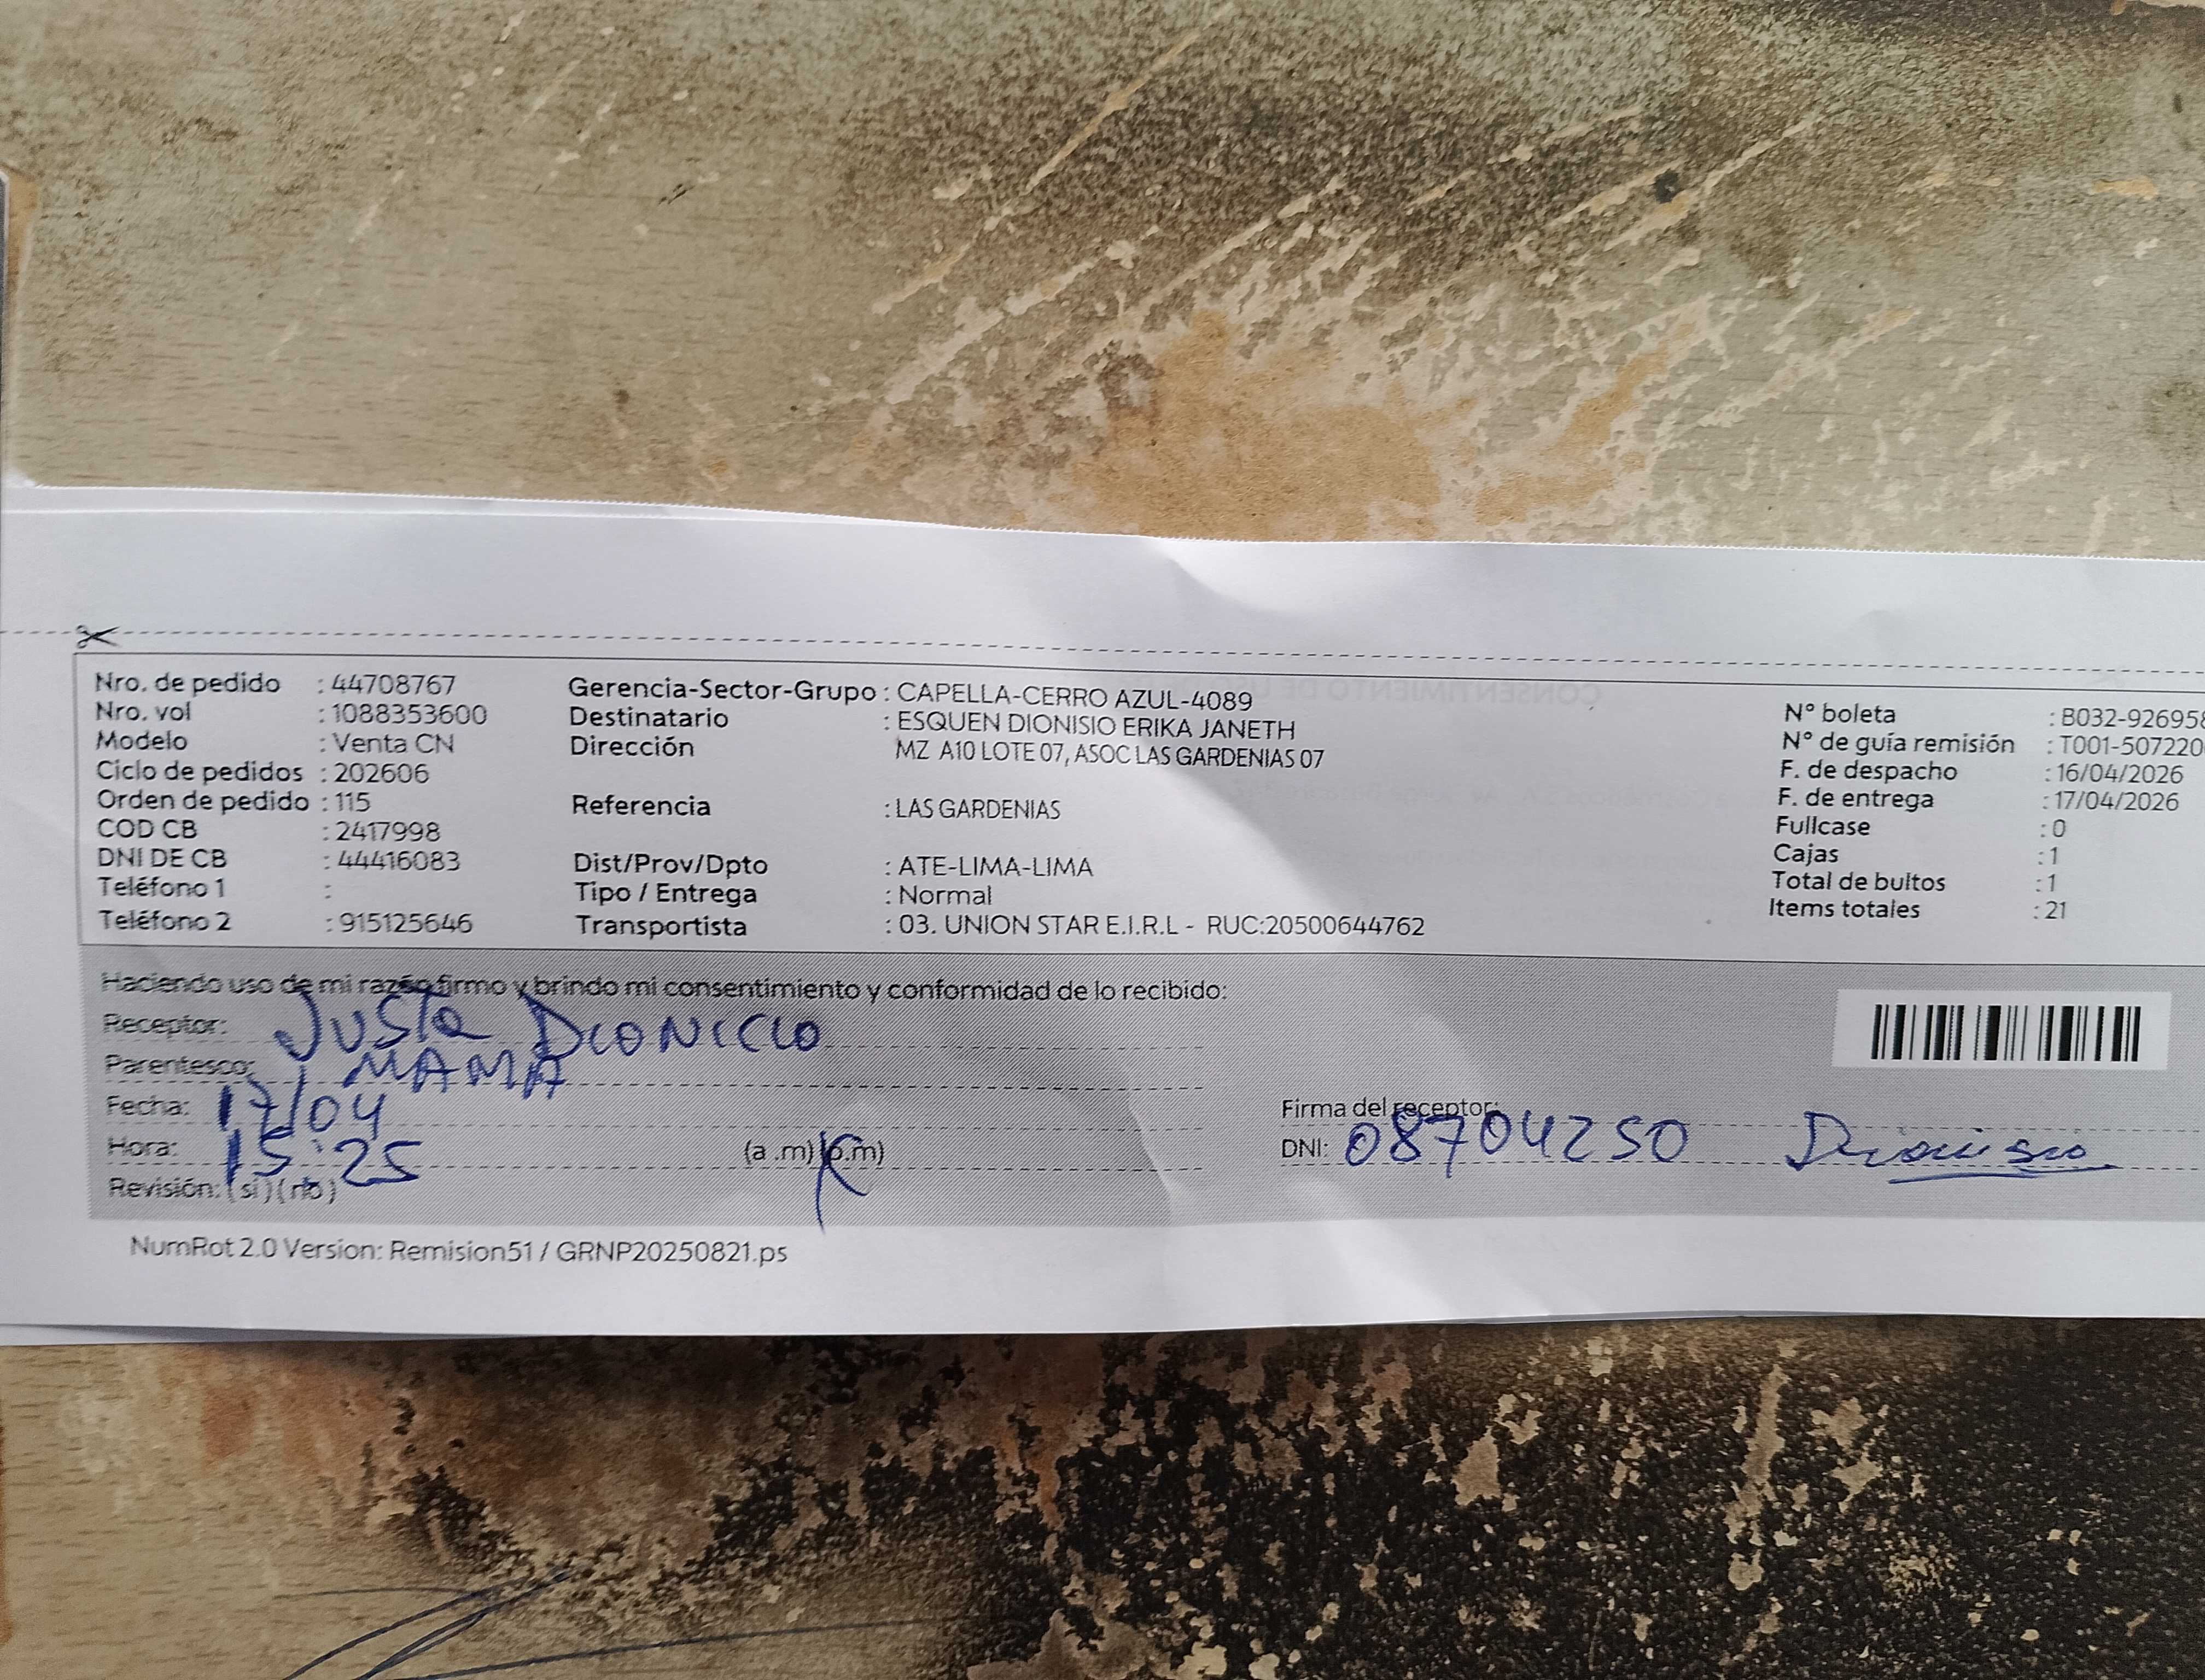 Nro. de pedido : 44708767
Nro. vol : 1088353600
Modelo : Venta CN
Ciclo de pedidos : 202606
Orden de pedido : 115
COD CB : 2417998
DNI DE CB : 44416083
Teléfono 1 :
Teléfono 2 : 915125646
Gerencia-Sector-Grupo : CAPELLA-CERRO AZUL-4089
Destinatario : ESQUEN DIONISIO ERIKA JANETH
Dirección MZ A10 LOTE 07, ASOC LAS GARDENIAS 07
Referencia : LAS GARDENIAS
Dist/Prov/Dpto : ATE-LIMA-LIMA
Tipo / Entrega : Normal
Transportista : 03. UNION STAR E.I.R.L - RUC:20500644762
N° boleta : B032-926958
N° de guía remisión : T001-507220
F. de despacho : 16/04/2026
F. de entrega : 17/04/2026
Fullcase : 0
Cajas : 1
Total de bultos : 1
Items totales : 21
Haciendo uso de mi razón firmo y brindo mi consentimiento y conformidad de lo recibido:
Receptor: Justa Dionicio
Parentesco: MAMA
Fecha: 17/04
Hora: 15:25 (a .m) (p.m)
Revisión: (si) (no)
Firma del receptor:
DNI: 08704250 Dionisio
NumRot 2.0 Version: Remision51 / GRNP20250821.ps